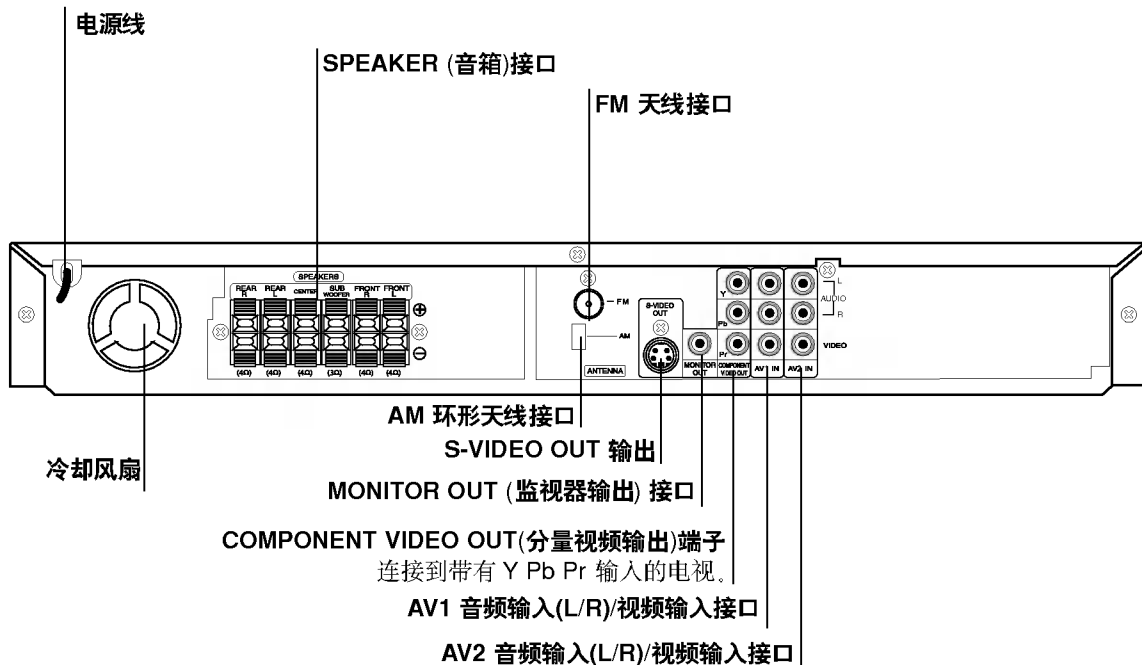 电源线
SPEAKER (音箱)接口
FM 天线接口
SPEAKERS
REAR R
REAR L
CENTER
SUB WOOFER
FRONT R
FRONT L
(4Ω)
(4Ω)
(4Ω)
(3Ω)
(4Ω)
(4Ω)
FM
AM
ANTENNA
S-VIDEO OUT
MONITOR OUT
Y
Pb
Pr
COMPONENT VIDEO OUT
AV1 IN
AV2 IN
L
AUDIO
R
VIDEO
AM 环形天线接口
S-VIDEO OUT 输出
冷却风扇
MONITOR OUT (监视器输出) 接口
COMPONENT VIDEO OUT(分量视频输出)端子
连接到带有 Y Pb Pr 输入的电视。
AV1 音频输入(L/R)/视频输入接口
AV2 音频输入(L/R)/视频输入接口